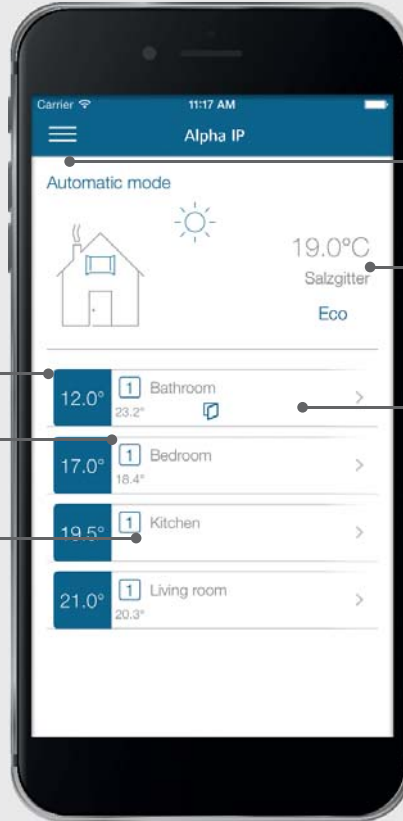 Carrier 11:17 AM
Alpha IP
Automatic mode
19.0°C
Salzgitter
Eco
12.0° 1 Bathroom
23.2°
17.0° 1 Bedroom
18.4°
19.5° 1 Kitchen
21.0° 1 Living room
20.3°